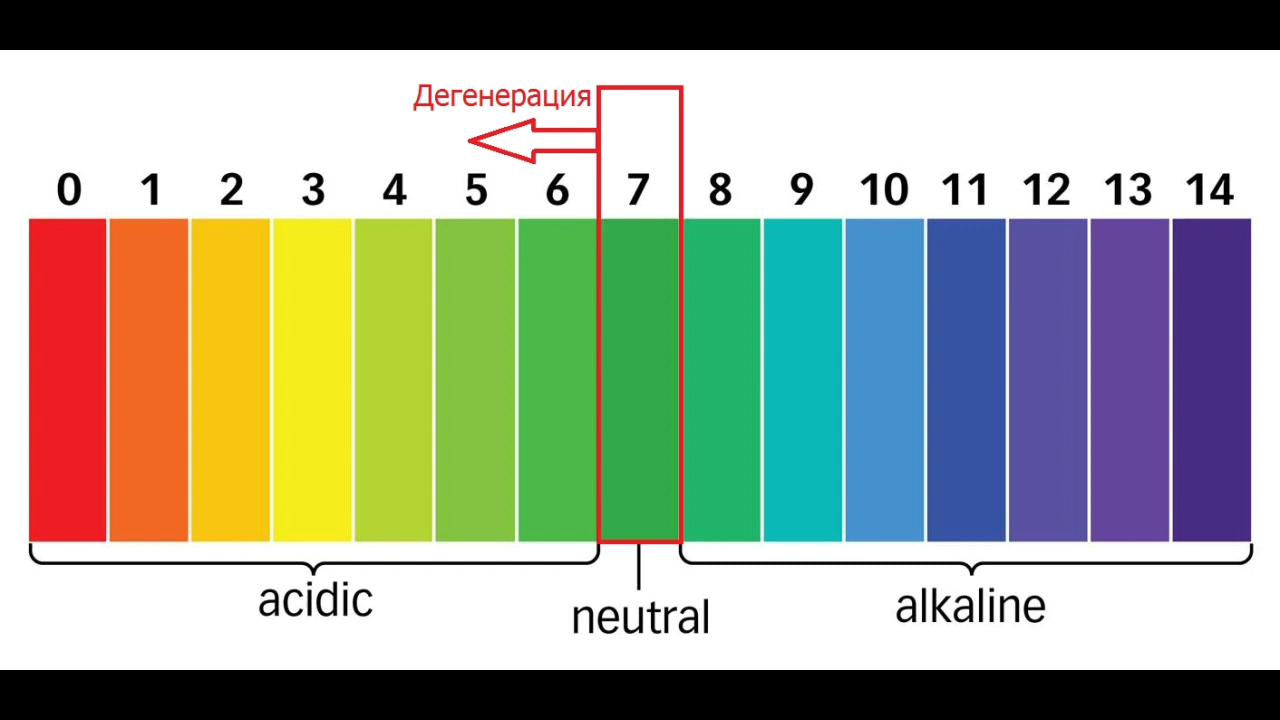 Дегенерация
0 1 2 3 4 5 6 7 8 9 10 11 12 13 14
acidic
neutral
alkaline